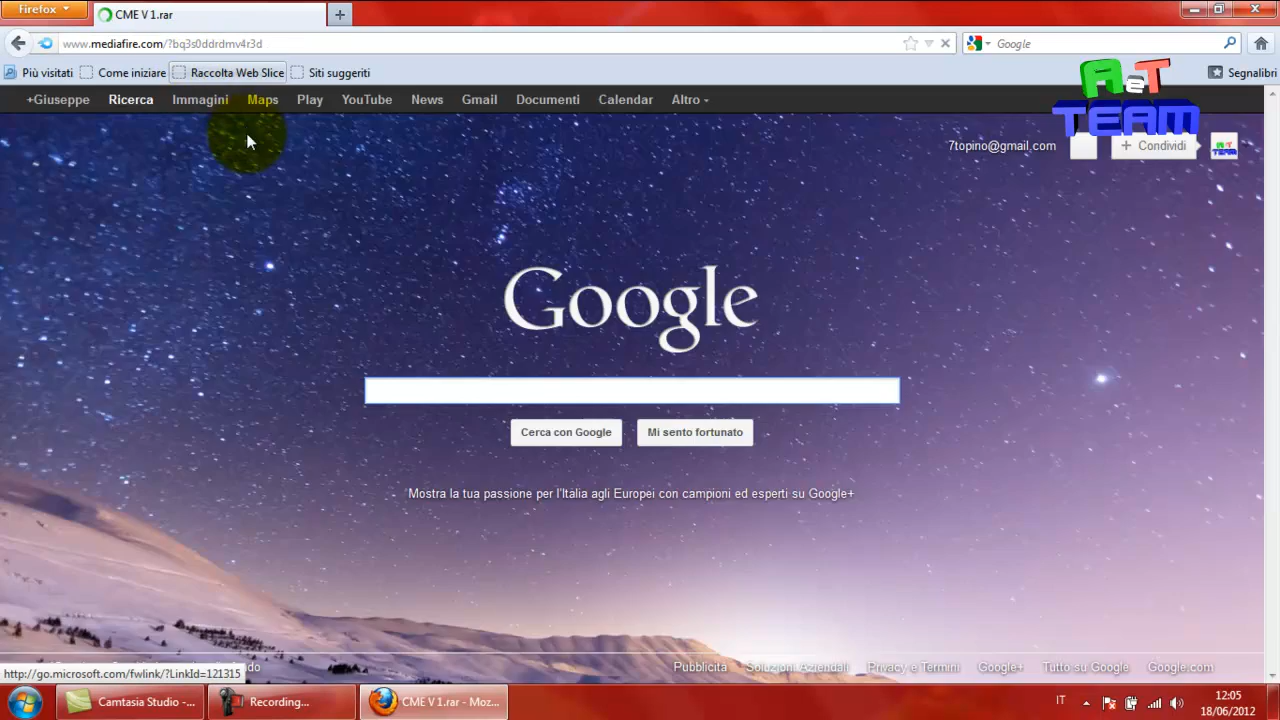 Firefox
CME V 1.rar
www.mediafire.com/?bq3s0ddrdmv4r3d
Google
Più visitati Come iniziare Raccolta Web Slice Siti suggeriti Segnalibri
+Giuseppe Ricerca Immagini Maps Play YouTube News Gmail Documenti Calendar Altro
A&T
TEAM
7topino@gmail.com + Condividi
Google
Cerca con Google Mi sento fortunato
Mostra la tua passione per l'Italia agli Europei con campioni ed esperti su Google+
Pubblicità Soluzioni Aziendali Privacy e Termini Google+ Tutto su Google Google.com
http://go.microsoft.com/fwlink/?LinkId=121315
Camtasia Studio -... Recording... CME V 1.rar - Moz... IT 12:05
18/06/2012